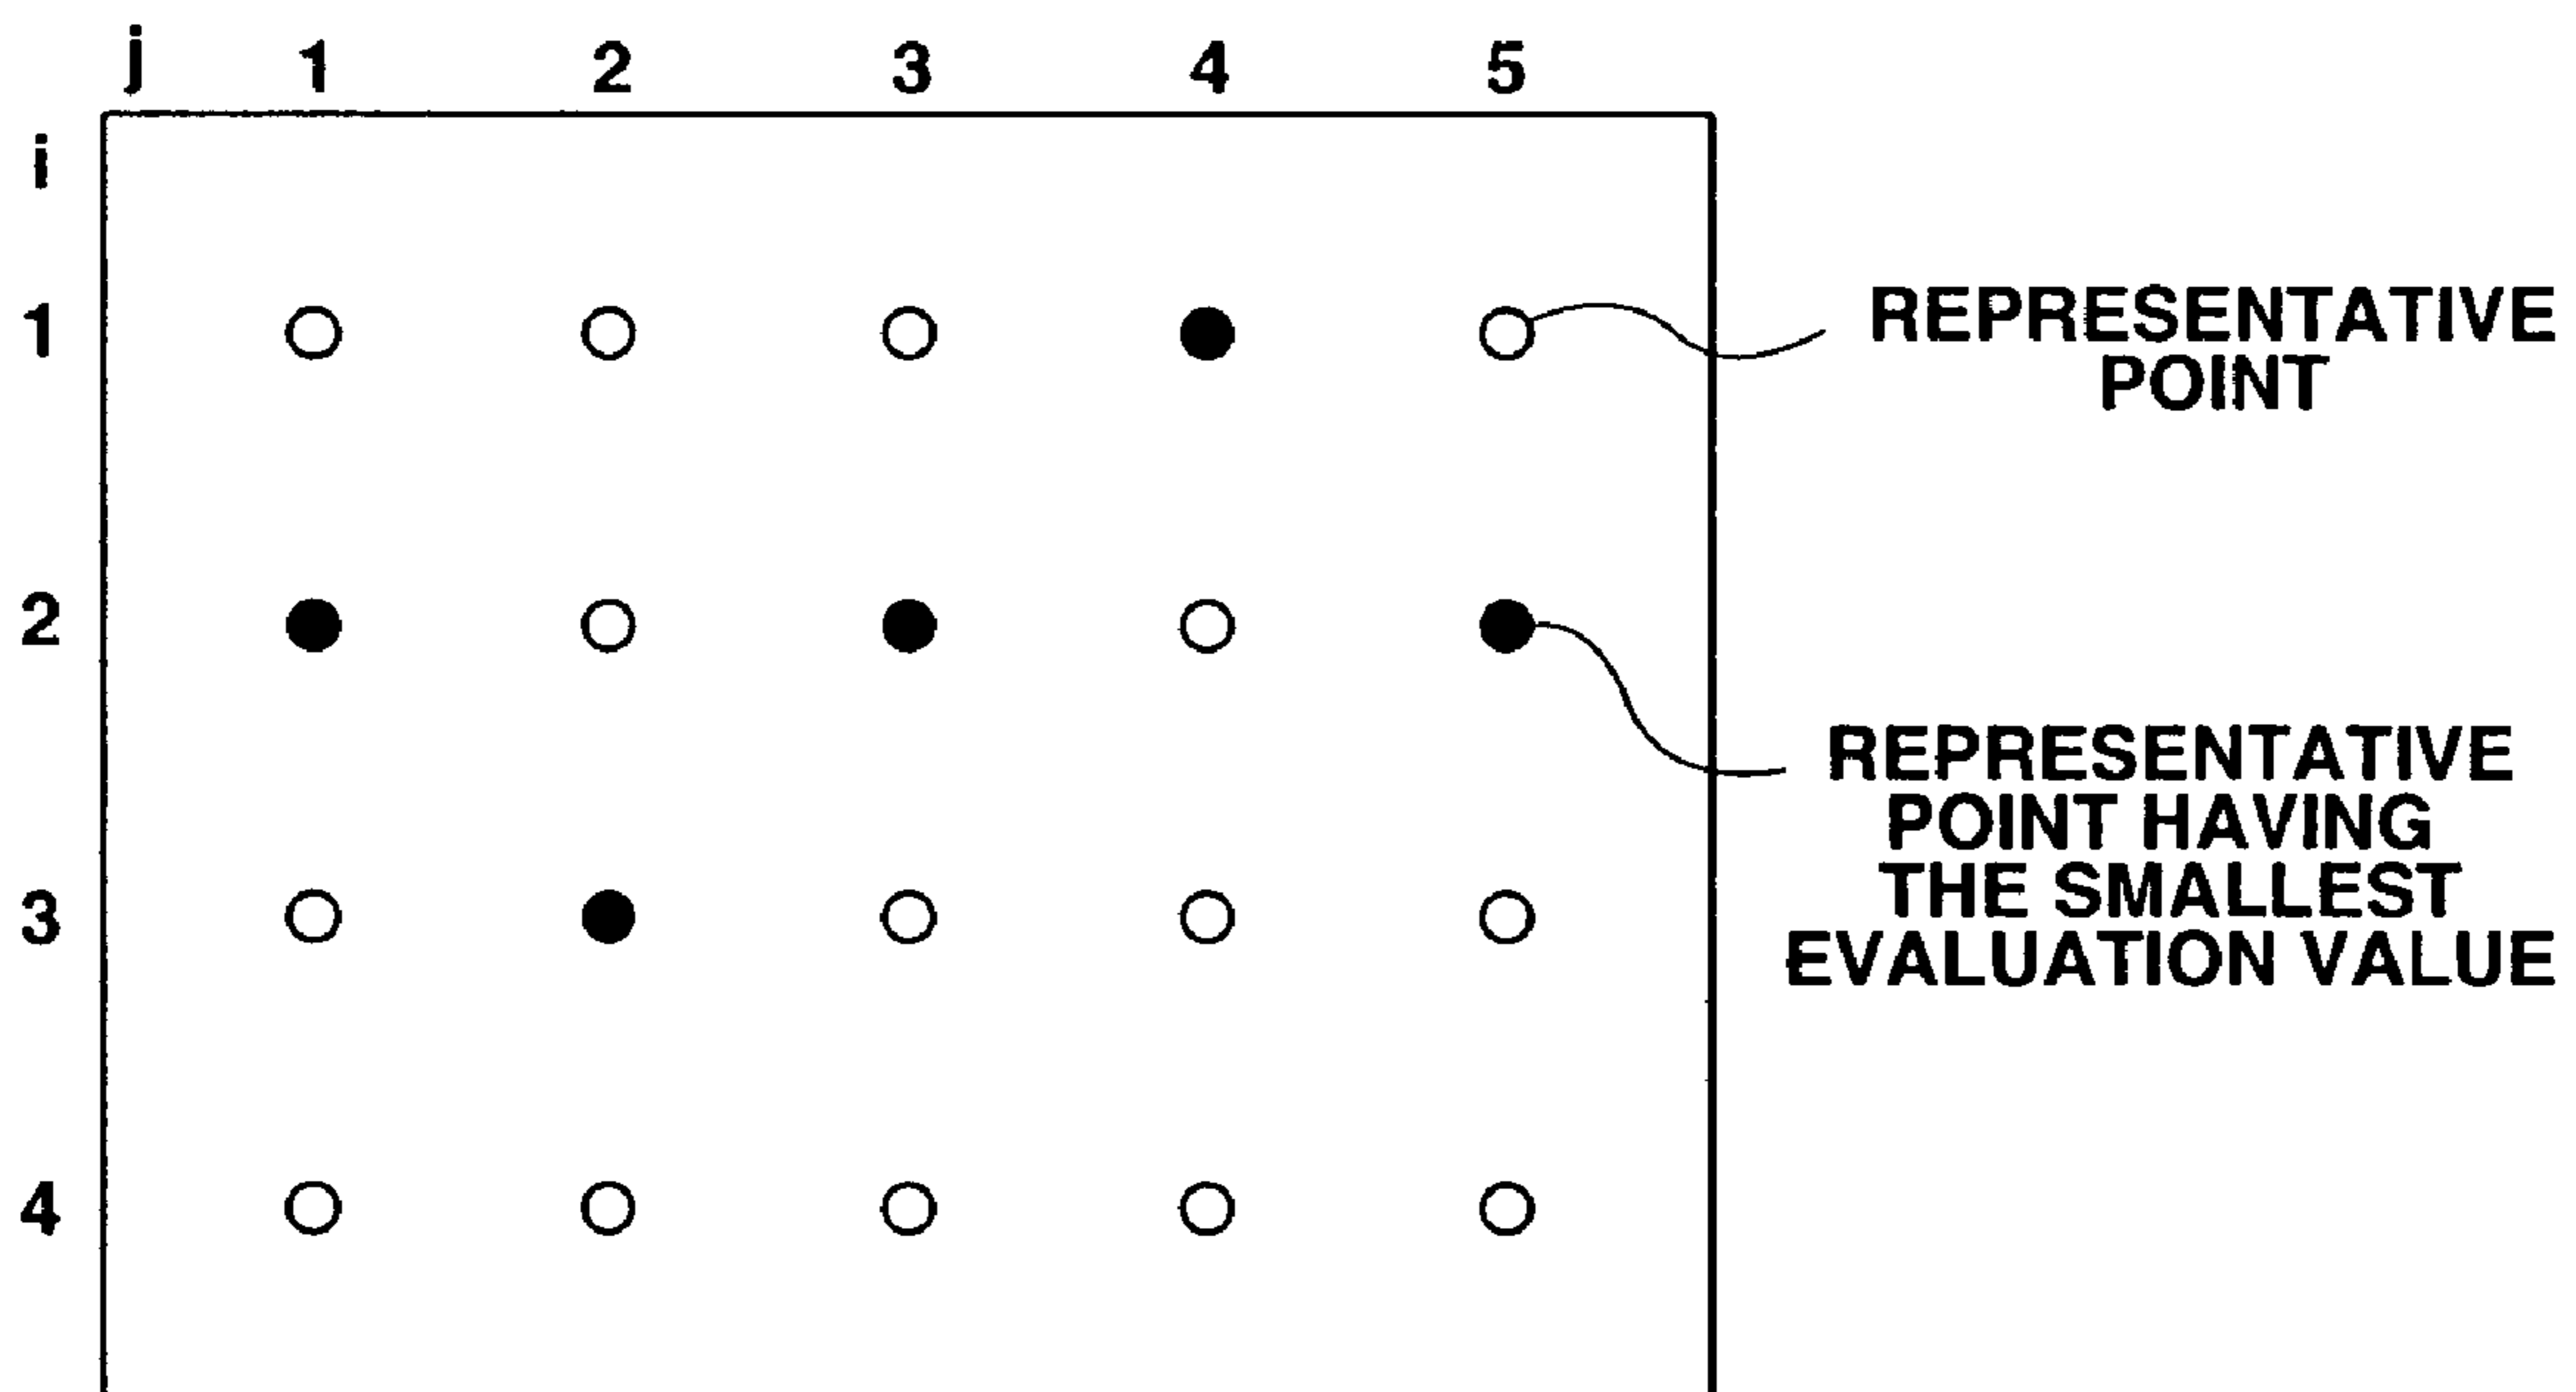 j 1 2 3 4 5
i
1
REPRESENTATIVE
POINT
2
REPRESENTATIVE
POINT HAVING
THE SMALLEST
EVALUATION VALUE
3
4